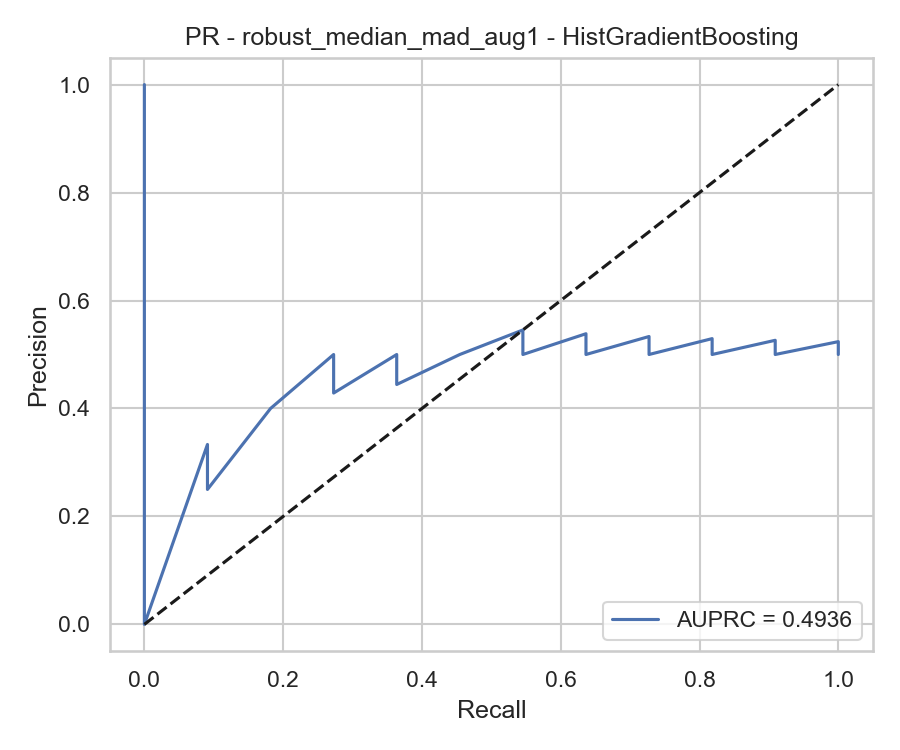 PR - robust_median_mad_aug1 - HistGradientBoosting
Precision
1.0
0.8
0.6
0.4
0.2
0.0
AUPRC = 0.4936
0.0 0.2 0.4 0.6 0.8 1.0
Recall